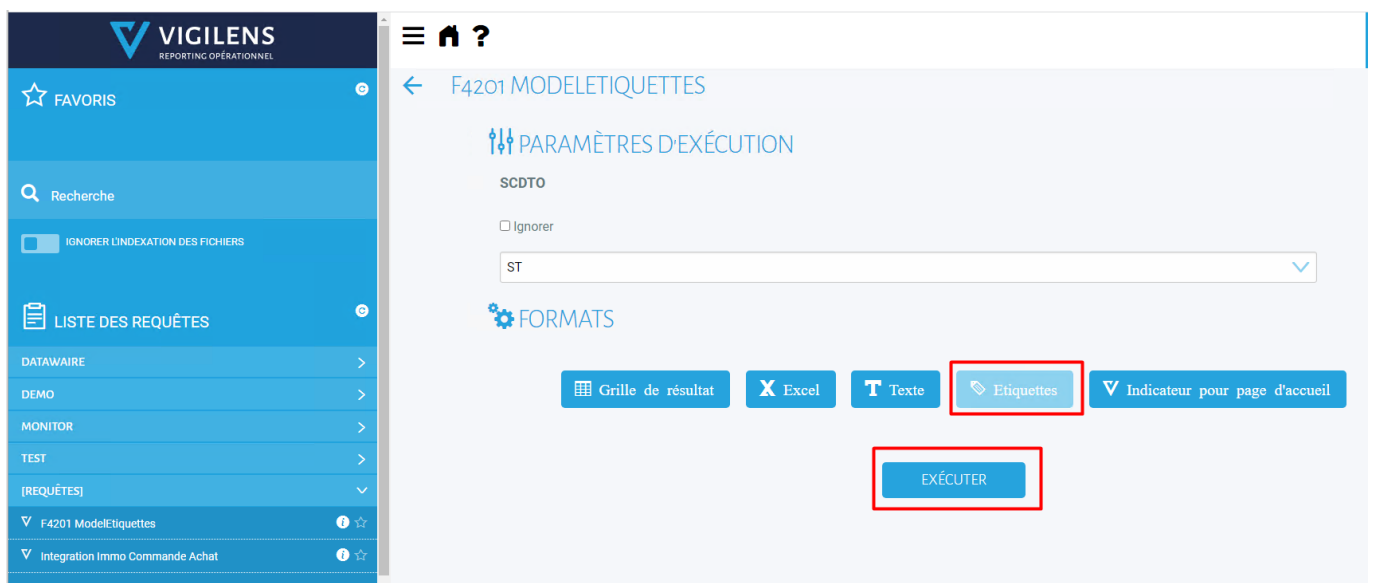 VIGILENS
REPORTING OPÉRATIONNEL
?
FAVORIS
Recherche
IGNORER L'INDEXATION DES FICHIERS
LISTE DES REQUÊTES
DATAWAIRE
DEMO
MONITOR
TEST
[REQUÊTES]
F4201 ModelEtiquettes
Integration Immo Commande Achat
F4201 MODELETIQUETTES
PARAMÈTRES D'EXÉCUTION
SCDTO
Ignorer
ST
FORMATS
Grille de résultat X Excel T Texte Etiquettes Indicateur pour page d'accueil
EXÉCUTER